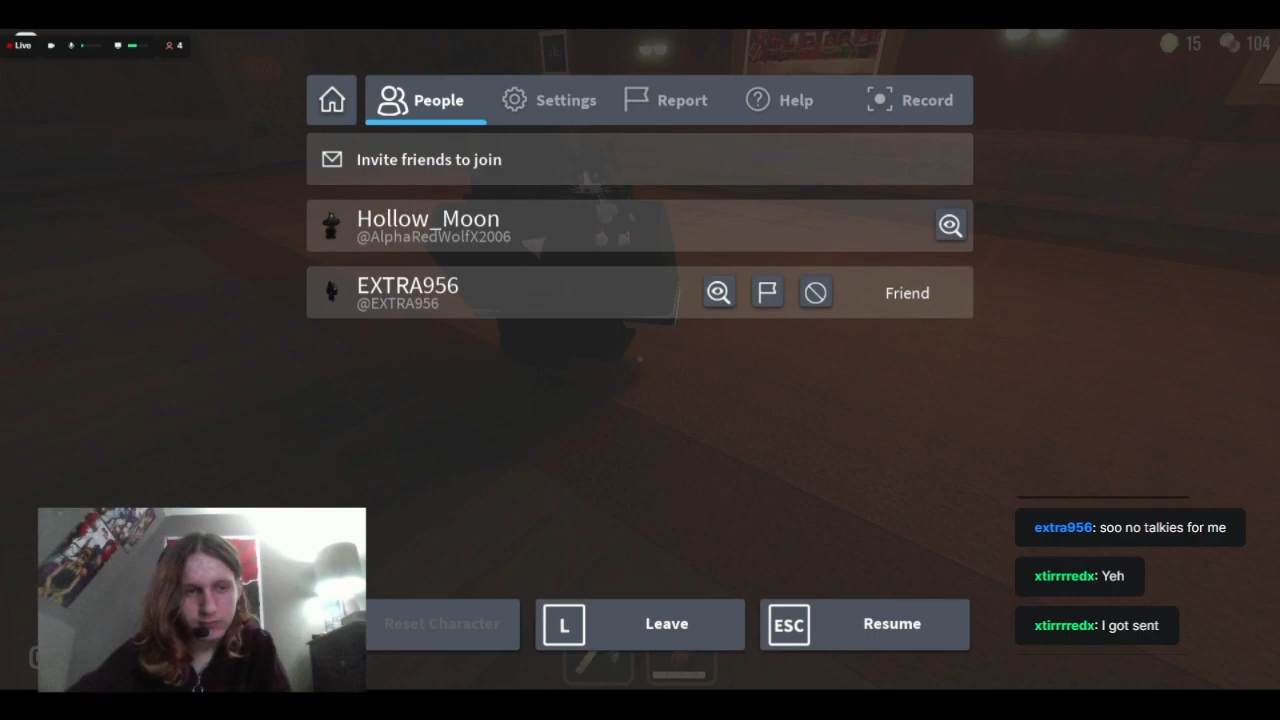 Live
4
15
104
People
Settings
Report
Help
Record
Invite friends to join
Hollow_Moon
@AlphaRedWolfX2006
EXTRA956
@EXTRA956
Friend
extra956: soo no talkies for me
xtirrrredx: Yeh
xtirrrredx: I got sent
Reset Character
L
Leave
ESC
Resume